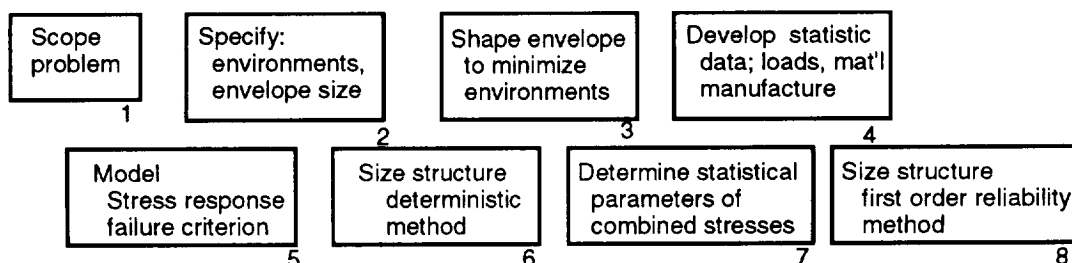 Scope
problem
1
Specify:
environments,
envelope size
2
Shape envelope
to minimize
environments
3
Develop statistic
data; loads, mat'l
manufacture
4
Model
Stress response
failure criterion
5
Size structure
deterministic
method
6
Determine statistical
parameters of
combined stresses
7
Size structure
first order reliability
method
8